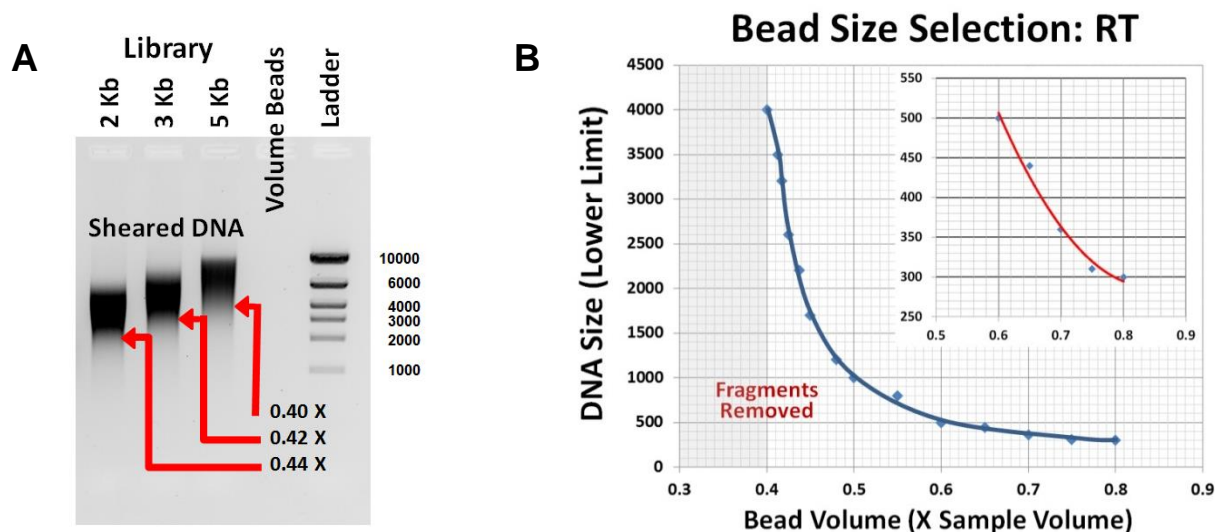 A
Library
2 Kb
3 Kb
5 Kb
Volume Beads
Ladder
Sheared DNA
10000
6000
4000
3000
2000
1000
0.40 X
0.42 X
0.44 X
B
Bead Size Selection: RT
DNA Size (Lower Limit)
4500
4000
3500
3000
2500
2000
1500
1000
500
0
Fragments
Removed
0.3 0.4 0.5 0.6 0.7 0.8 0.9
Bead Volume (X Sample Volume)
550
500
450
400
350
300
250
0.5 0.6 0.7 0.8 0.9